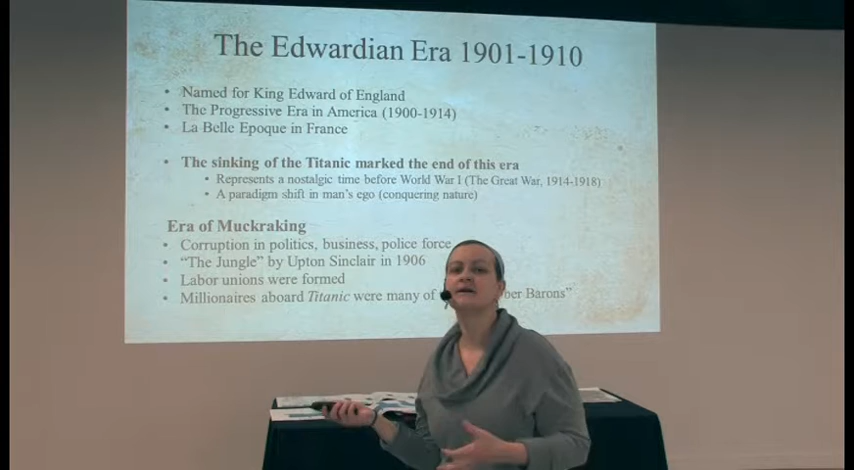 The Edwardian Era 1901-1910
• Named for King Edward of England
• The Progressive Era in America (1900-1914)
• La Belle Epoque in France
• The sinking of the Titanic marked the end of this era
• Represents a nostalgic time before World War I (The Great War, 1914-1918)
• A paradigm shift in man's ego (conquering nature)
Era of Muckraking
• Corruption in politics, business, police force
• "The Jungle" by Upton Sinclair in 1906
• Labor unions were formed
• Millionaires aboard Titanic were many of Barons"